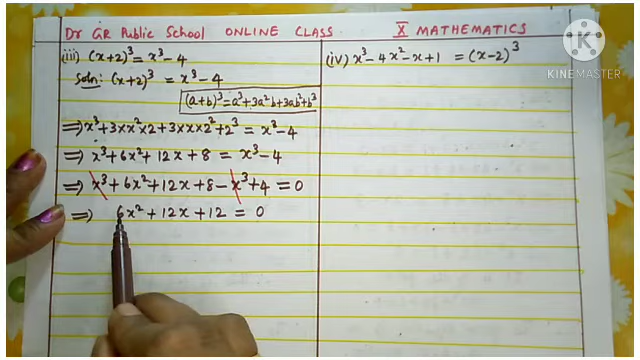 Dr GR Public School ONLINE CLASS X MATHEMATICS
(iii) (x+2)³ = x³ - 4
Soln: (x+2)³ = x³ - 4
(a+b)³ = a³ + 3a²b + 3ab² + b³
⇒ x³ + 3×x²×2 + 3×x×2² + 2³ = x³ - 4
⇒ x³ + 6x² + 12x + 8 = x³ - 4
⇒ x³ + 6x² + 12x + 8 - x³ + 4 = 0
⇒ 6x² + 12x + 12 = 0
(iv) x³ - 4x² - x + 1 = (x-2)³
Made with
KINEMASTER